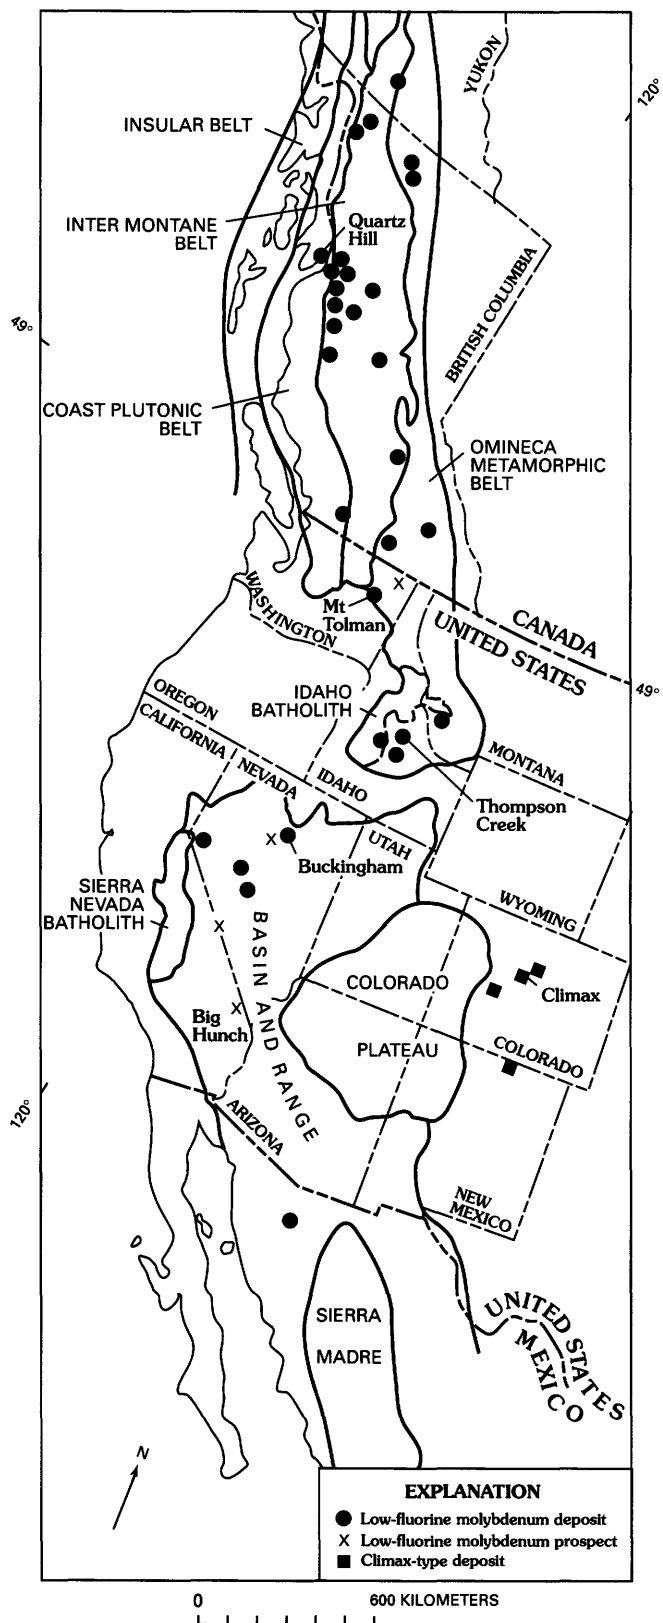 YUKON
120°
INSULAR BELT
INTER MONTANE
BELT
Quartz
Hill
BRITISH COLUMBIA
49°
COAST PLUTONIC
BELT
OMINECA
METAMORPHIC
BELT
WASHINGTON
Mt
Tolman
CANADA
UNITED STATES
49°
IDAHO
BATHOLITH
OREGON
CALIFORNIA
NEVADA
IDAHO
MONTANA
Thompson
Creek
UTAH
Buckingham
SIERRA
NEVADA
BATHOLITH
WYOMING
BASIN AND RANGE
COLORADO
PLATEAU
Climax
Big
Hunch
COLORADO
120°
ARIZONA
NEW
MEXICO
UNITED STATES
MEXICO
SIERRA
MADRE
N
EXPLANATION
Low-fluorine molybdenum deposit
x Low-fluorine molybdenum prospect
Climax-type deposit
0 600 KILOMETERS